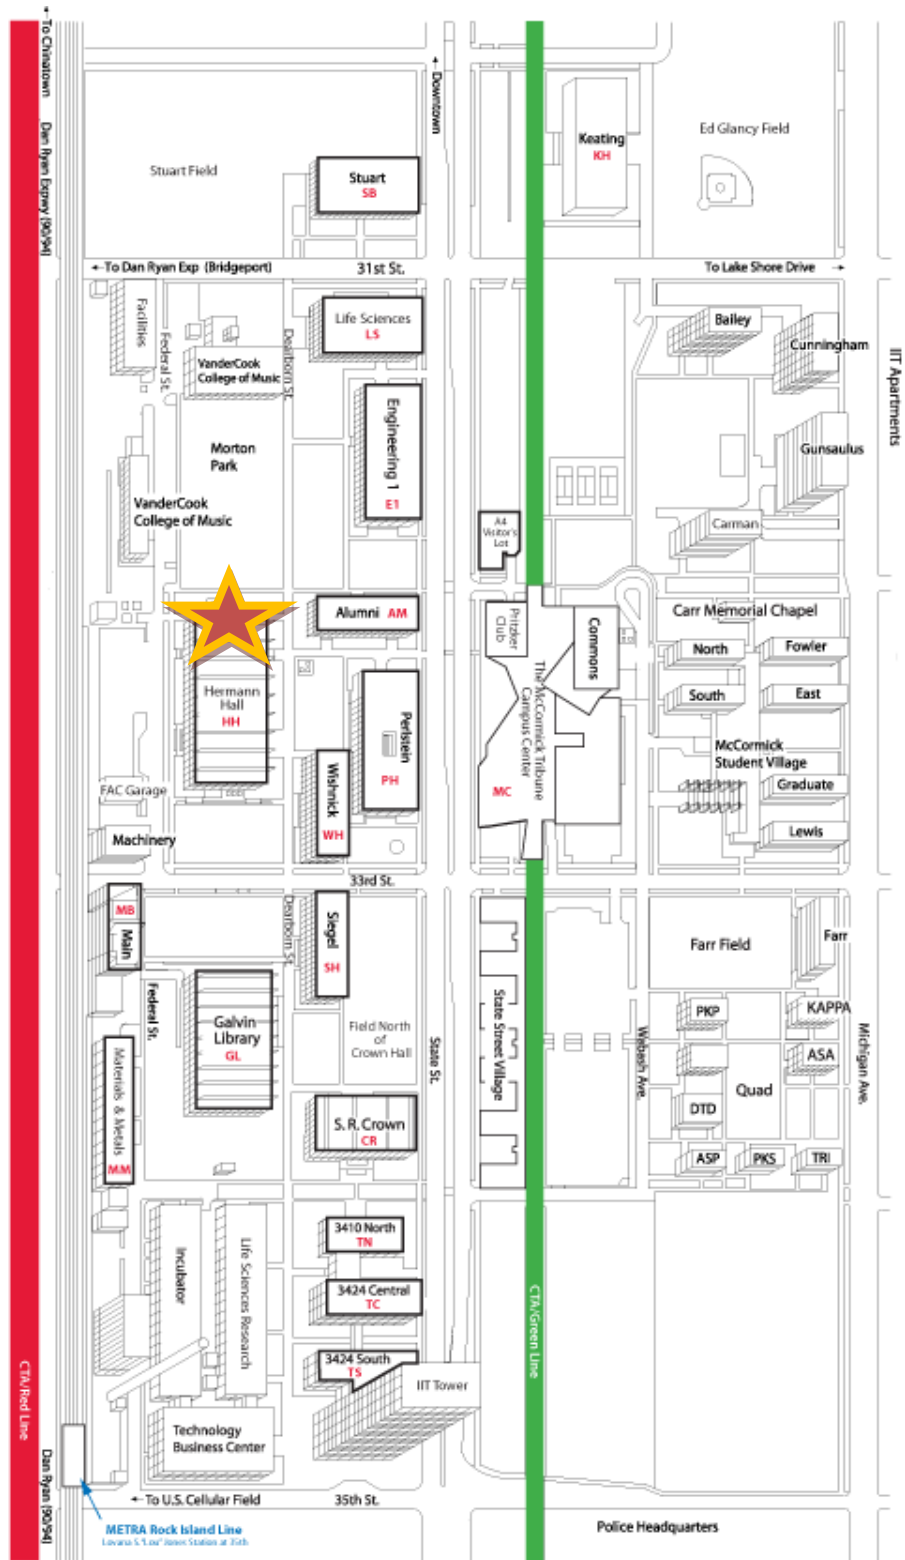 ←To Chinatown
Dan Ryan Expwy (90/94)
←Downtown
Stuart Field
Stuart
SB
Keating
KH
Ed Glancy Field
←To Dan Ryan Exp (Bridgeport)
31st St.
To Lake Shore Drive →
Facilities
Federal St.
VanderCook
College of Music
Dearborn St.
Life Sciences
LS
Bailey
Cunningham
IIT Apartments
Engineering 1
E1
Morton
Park
Gunsaulus
VanderCook
College of Music
A4
Visitor's
Lot
Carman
Alumni AM
Pritzker
Club
Commons
Carr Memorial Chapel
North
Fowler
South
East
Hermann
Hall
HH
Perlstein
PH
The McCormick Tribune
Campus Center
MC
McCormick
Student Village
Wishnick
WH
Graduate
FAC Garage
Machinery
Lewis
33rd St.
MB
Main
Dearborn St.
Siegel
SH
Farr Field
Farr
Federal St.
Galvin
Library
GL
Field North
of
Crown Hall
State St.
State Street Village
Wabash Ave.
PKP
KAPPA
Michigan Ave.
ASA
Quad
DTD
Materials & Metals
MM
S. R. Crown
CR
ASP
PKS
TRI
3410 North
TN
Incubator
Life Sciences Research
3424 Central
TC
CTA/Green Line
3424 South
TS
IIT Tower
CTA/Red Line
Technology
Business Center
Dan Ryan (90/94)
←To U.S. Cellular Field
35th St.
METRA Rock Island Line
Lovana S. "Lou" Jones Station at 35th
Police Headquarters